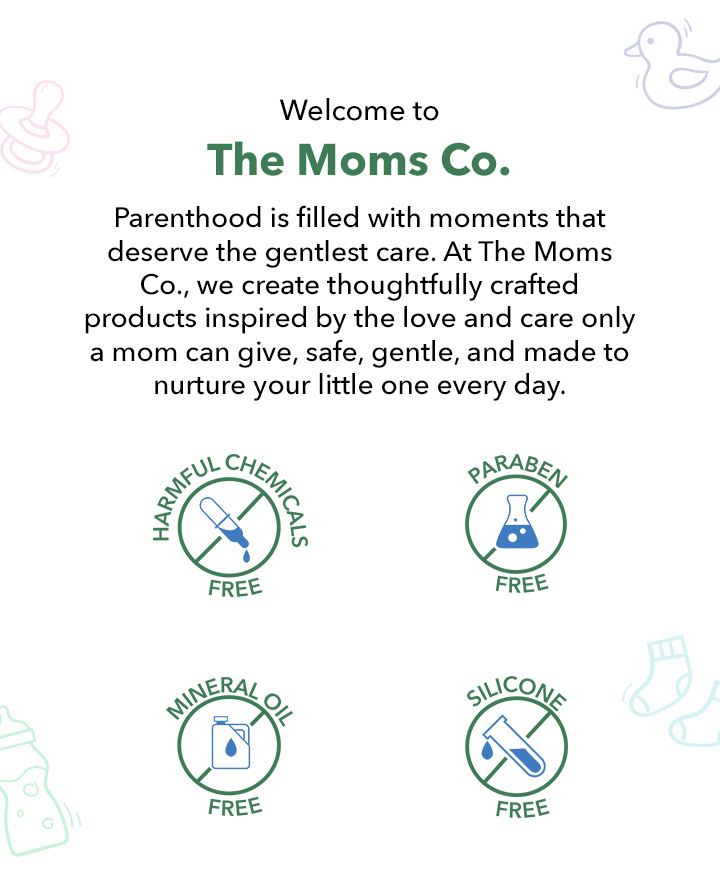 Welcome to
The Moms Co.
Parenthood is filled with moments that
deserve the gentlest care. At The Moms
Co., we create thoughtfully crafted
products inspired by the love and care only
a mom can give, safe, gentle, and made to
nurture your little one every day.
HARMFUL CHEMICALS
FREE
PARABEN
FREE
MINERAL OIL
FREE
SILICONE
FREE